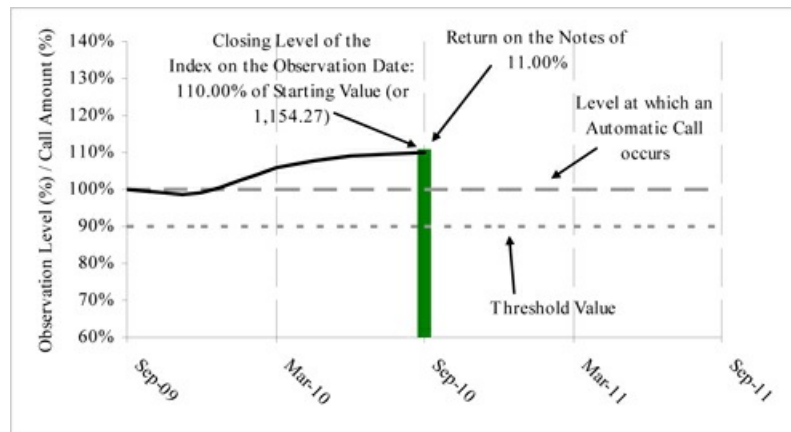 140%
130%
120%
110%
100%
90%
80%
70%
60%
Observation Level (%) / Call Amount (%)
Closing Level of the
Index on the Observation Date:
110.00% of Starting Value (or
1,154.27)
Return on the Notes of
11.00%
Level at which an
Automatic Call
occurs
Threshold Value
Sep-09
Mar-10
Sep-10
Mar-11
Sep-11